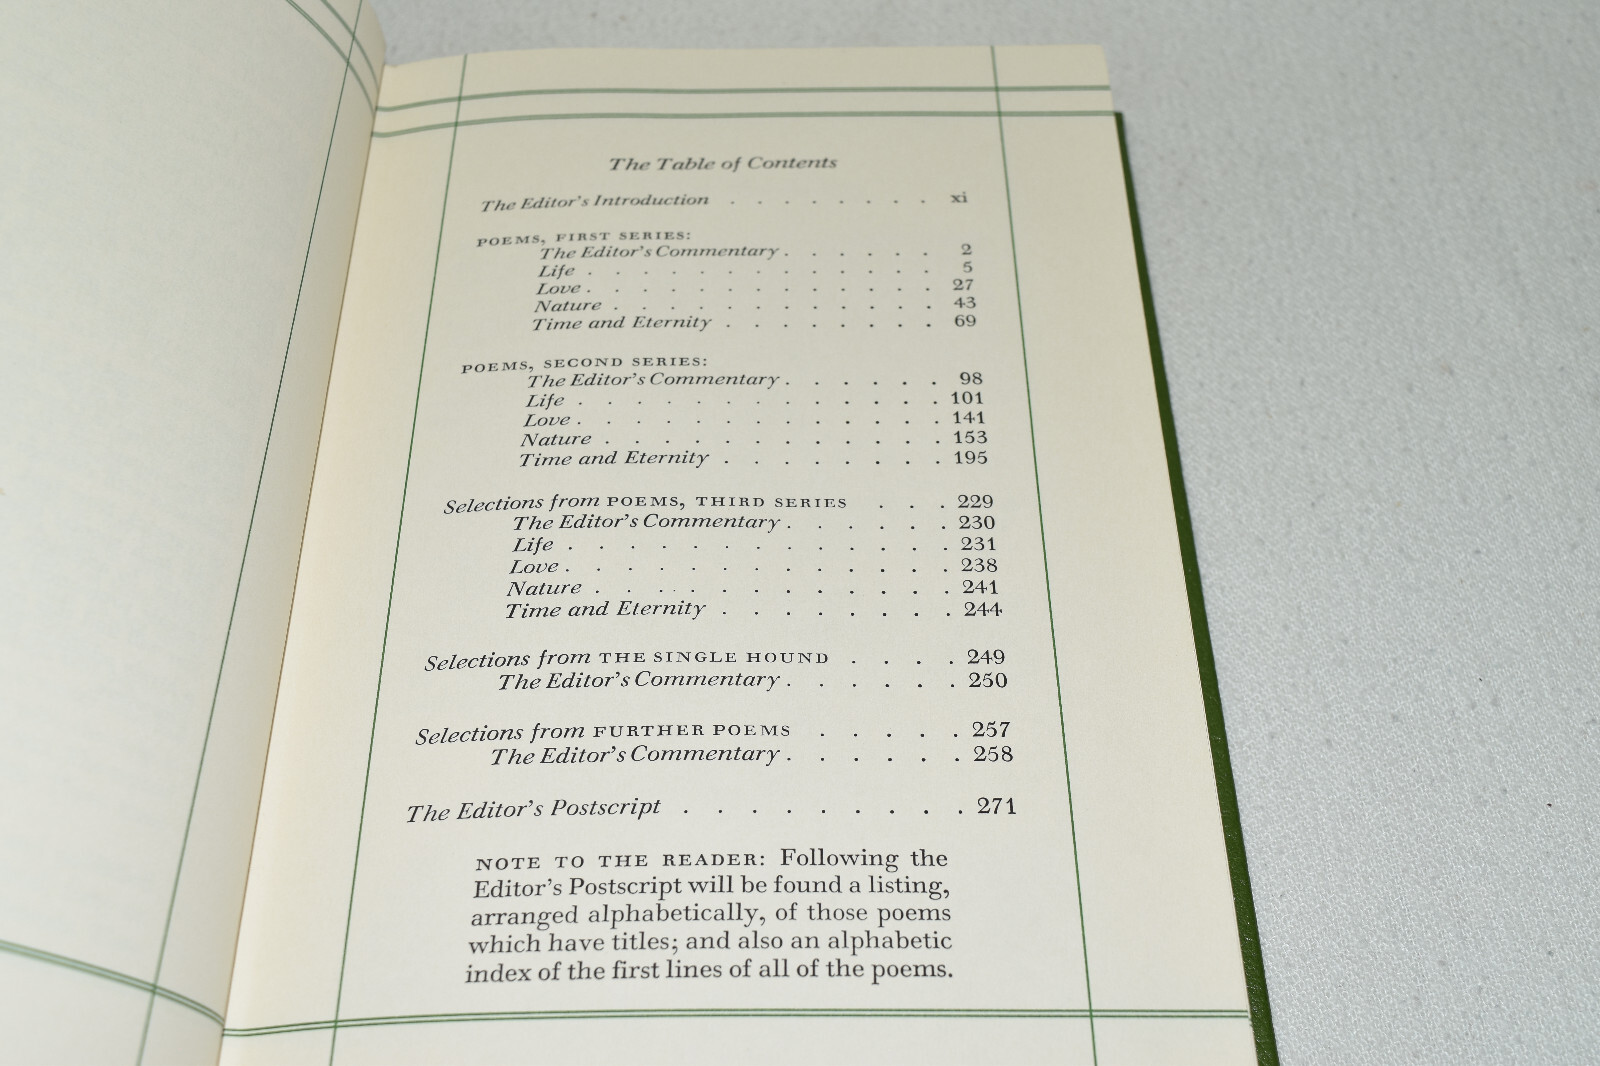 The Table of Contents
The Editor's Introduction . . . . . . . . xi
POEMS, FIRST SERIES:
The Editor's Commentary . . . . . . 2
Life . . . . . . . . . . . . . 5
Love . . . . . . . . . . . . . 27
Nature . . . . . . . . . . . . 43
Time and Eternity . . . . . . . . 69
POEMS, SECOND SERIES:
The Editor's Commentary . . . . . . 98
Life . . . . . . . . . . . . . 101
Love . . . . . . . . . . . . . 141
Nature . . . . . . . . . . . . 153
Time and Eternity . . . . . . . . 195
Selections from POEMS, THIRD SERIES . . . 229
The Editor's Commentary . . . . . . 230
Life . . . . . . . . . . . . . 231
Love . . . . . . . . . . . . . 238
Nature . . . . . . . . . . . . 241
Time and Eternity . . . . . . . . 244
Selections from THE SINGLE HOUND . . . . 249
The Editor's Commentary . . . . . . 250
Selections from FURTHER POEMS . . . . . 257
The Editor's Commentary . . . . . . 258
The Editor's Postscript . . . . . . . . . 271
NOTE TO THE READER: Following the
Editor's Postscript will be found a listing,
arranged alphabetically, of those poems
which have titles; and also an alphabetic
index of the first lines of all of the poems.